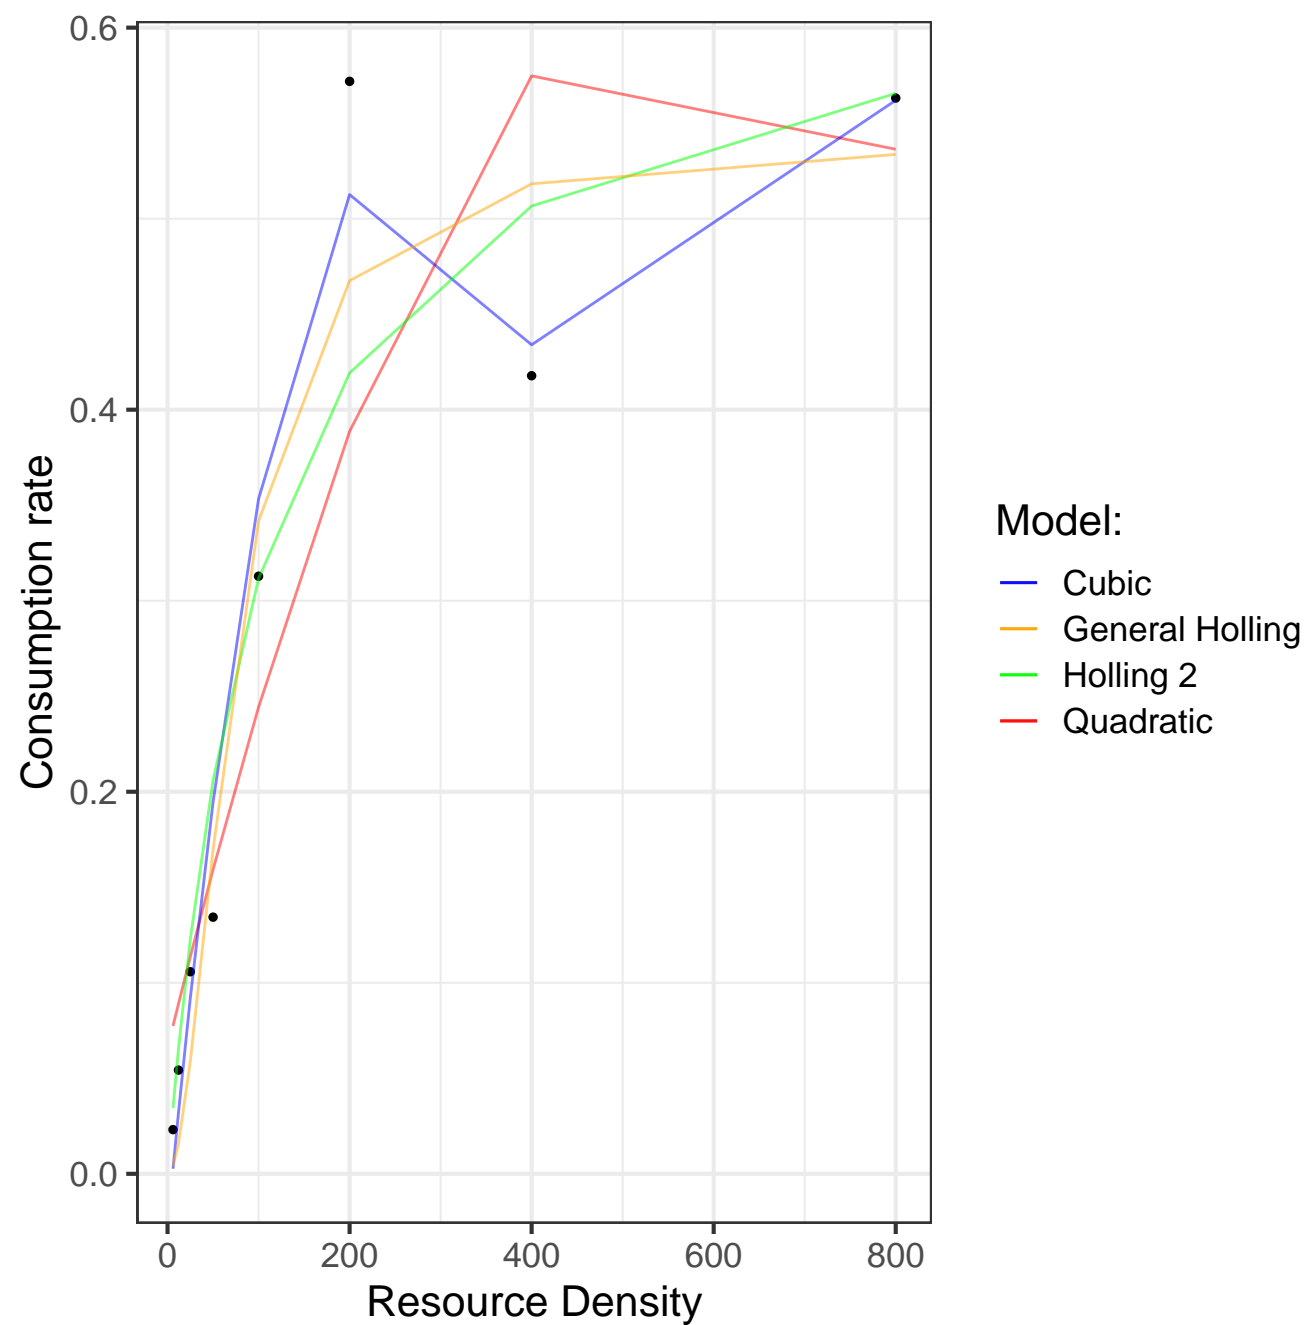 0.6
0.4
0.2
0.0
Consumption rate
0 200 400 600 800
Resource Density
Model:
Cubic
General Holling
Holling 2
Quadratic